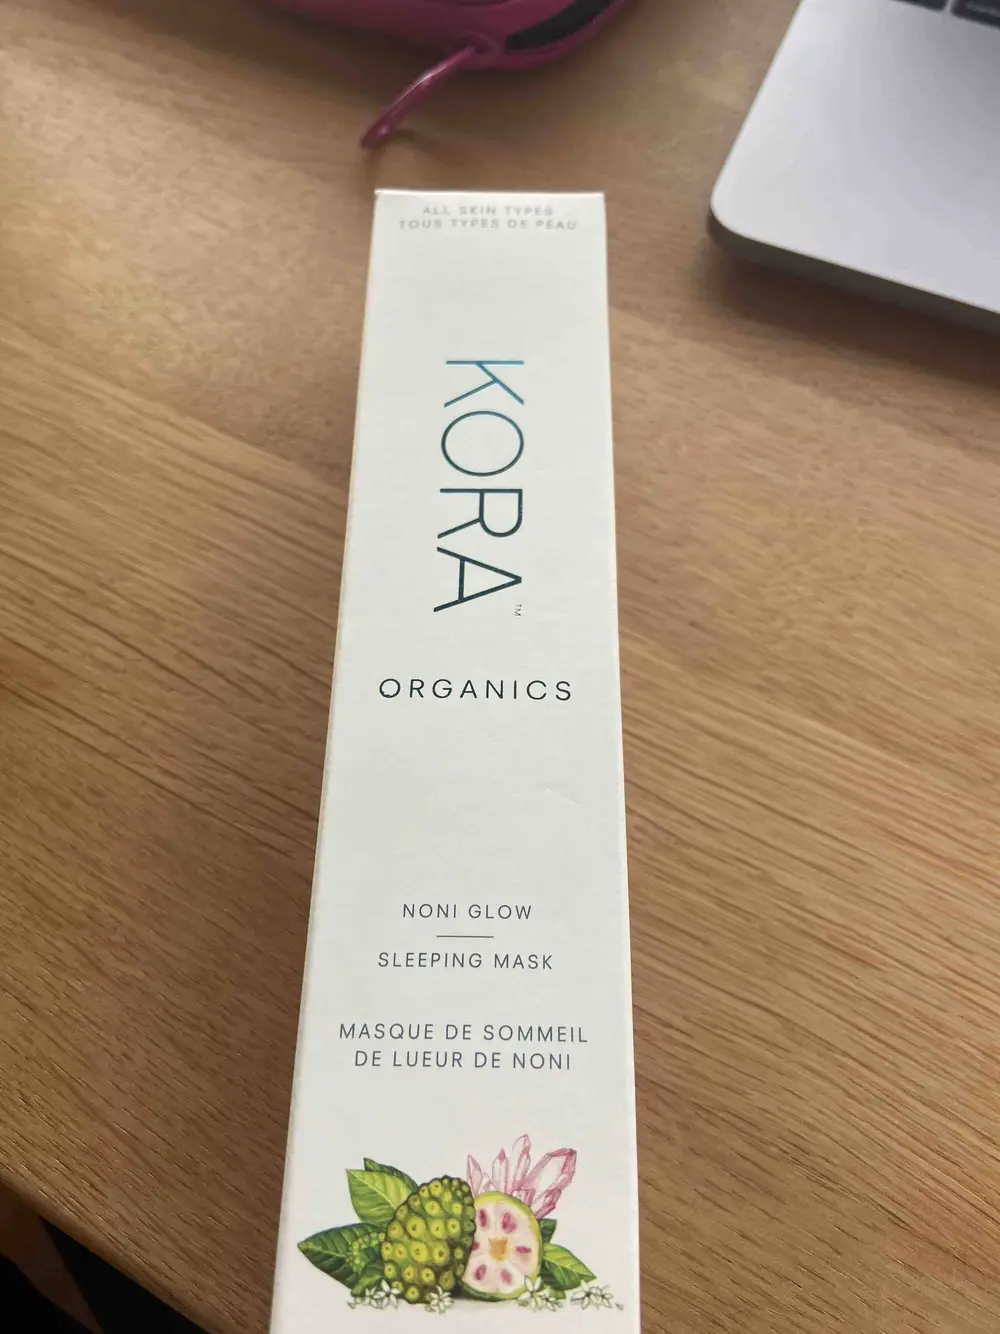 ALL SKIN TYPES
TOUS TYPES DE PEAU
KORA™
ORGANICS
NONI GLOW
SLEEPING MASK
MASQUE DE SOMMEIL
DE LUEUR DE NONI